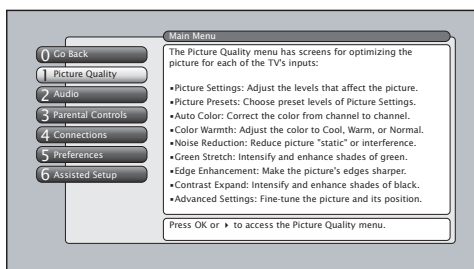 Main Menu
0 Go Back
1 Picture Quality
2 Audio
3 Parental Controls
4 Connections
5 Preferences
6 Assisted Setup
The Picture Quality menu has screens for optimizing the
picture for each of the TV's inputs:
▪Picture Settings: Adjust the levels that affect the picture.
▪Picture Presets: Choose preset levels of Picture Settings.
▪Auto Color: Correct the color from channel to channel.
▪Color Warmth: Adjust the color to Cool, Warm, or Normal.
▪Noise Reduction: Reduce picture "static" or interference.
▪Green Stretch: Intensify and enhance shades of green.
▪Edge Enhancement: Make the picture's edges sharper.
▪Contrast Expand: Intensify and enhance shades of black.
▪Advanced Settings: Fine-tune the picture and its position.
Press OK or ▸ to access the Picture Quality menu.